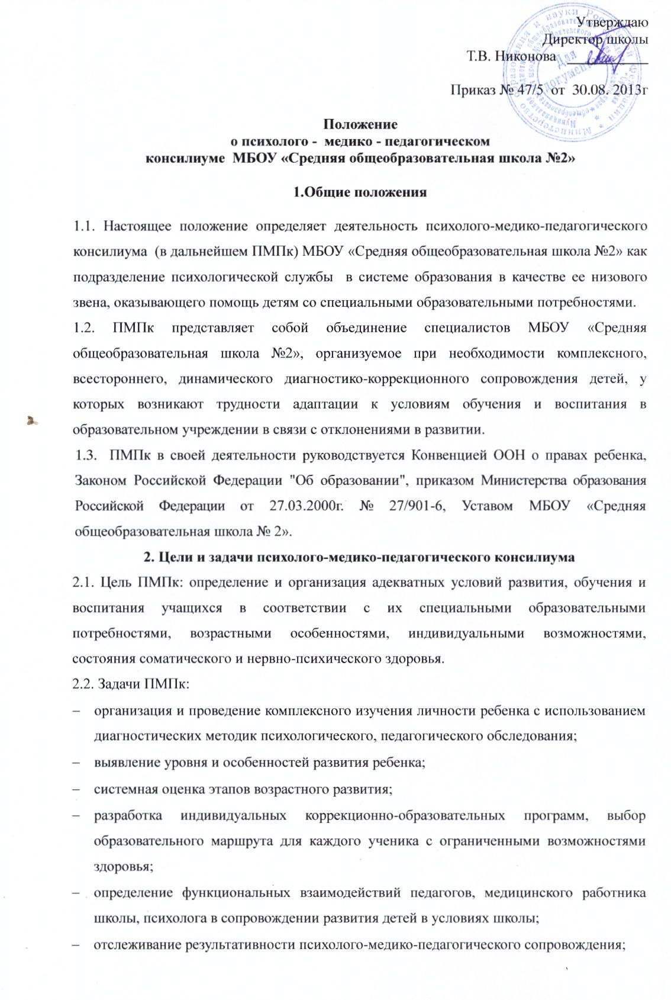 Утверждаю
Директор школы
Т.В. Никонова
Для
документ
Приказ № 47/5 от 30.08. 2013г
Положение
о психолого - медико - педагогическом
консилиуме МБОУ «Средняя общеобразовательная школа №2»
1.Общие положения
1.1. Настоящее положение определяет деятельность психолого-медико-педагогического
консилиума (в дальнейшем ПМПк) МБОУ «Средняя общеобразовательная школа №2» как
подразделение психологической службы в системе образования в качестве ее низового
звена, оказывающего помощь детям со специальными образовательными потребностями.
1.2. ПМПк представляет собой объединение специалистов МБОУ «Средняя
общеобразовательная школа №2», организуемое при необходимости комплексного,
всестороннего, динамического диагностико-коррекционного сопровождения детей, у
которых возникают трудности адаптации к условиям обучения и воспитания в
образовательном учреждении в связи с отклонениями в развитии.
1.3. ПМПк в своей деятельности руководствуется Конвенцией ООН о правах ребенка,
Законом Российской Федерации "Об образовании", приказом Министерства образования
Российской Федерации от 27.03.2000г. № 27/901-6, Уставом МБОУ «Средняя
общеобразовательная школа № 2».
2. Цели и задачи психолого-медико-педагогического консилиума
2.1. Цель ПМПк: определение и организация адекватных условий развития, обучения и
воспитания учащихся в соответствии с их специальными образовательными
потребностями, возрастными особенностями, индивидуальными возможностями,
состояния соматического и нервно-психического здоровья.
2.2. Задачи ПМПк:
– организация и проведение комплексного изучения личности ребенка с использованием
диагностических методик психологического, педагогического обследования;
– выявление уровня и особенностей развития ребенка;
– системная оценка этапов возрастного развития;
– разработка индивидуальных коррекционно-образовательных программ, выбор
образовательного маршрута для каждого ученика с ограниченными возможностями
здоровья;
– определение функциональных взаимодействий педагогов, медицинского работника
школы, психолога в сопровождении развития детей в условиях школы;
– отслеживание результативности психолого-медико-педагогического сопровождения;